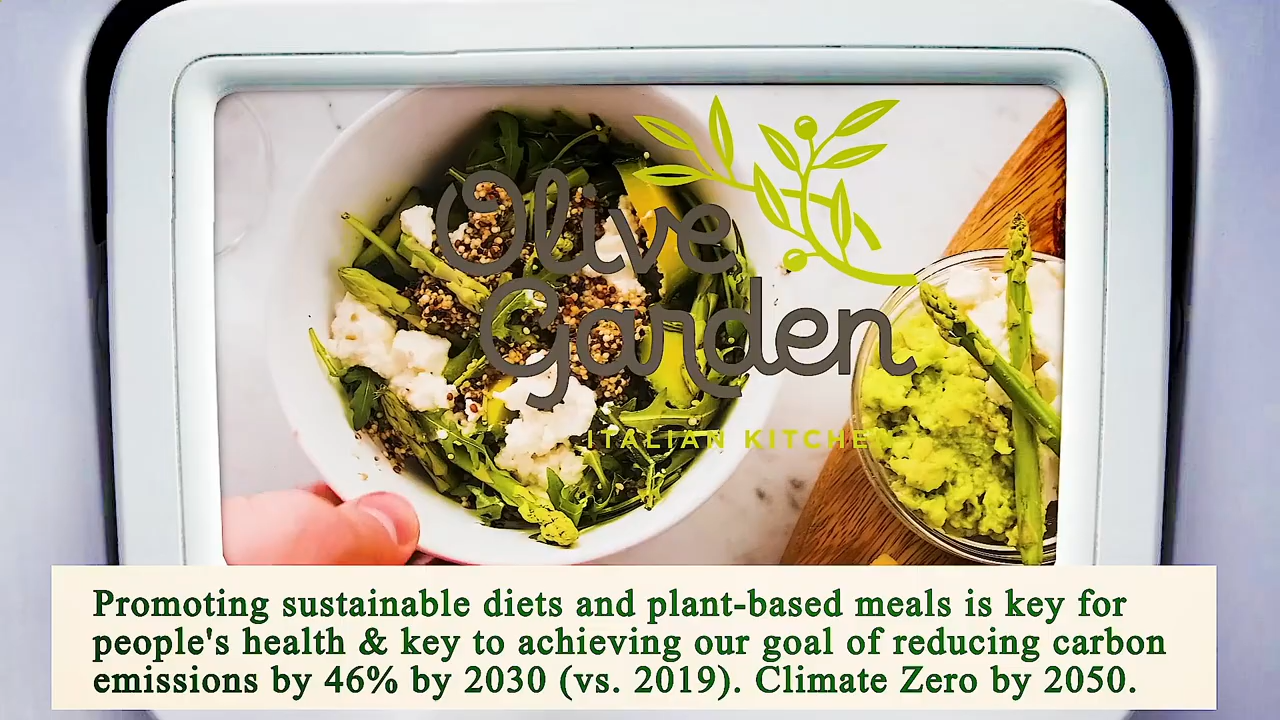 Olive
Garden
ITALIAN KITCHEN
Promoting sustainable diets and plant-based meals is key for
people's health & key to achieving our goal of reducing carbon
emissions by 46% by 2030 (vs. 2019). Climate Zero by 2050.